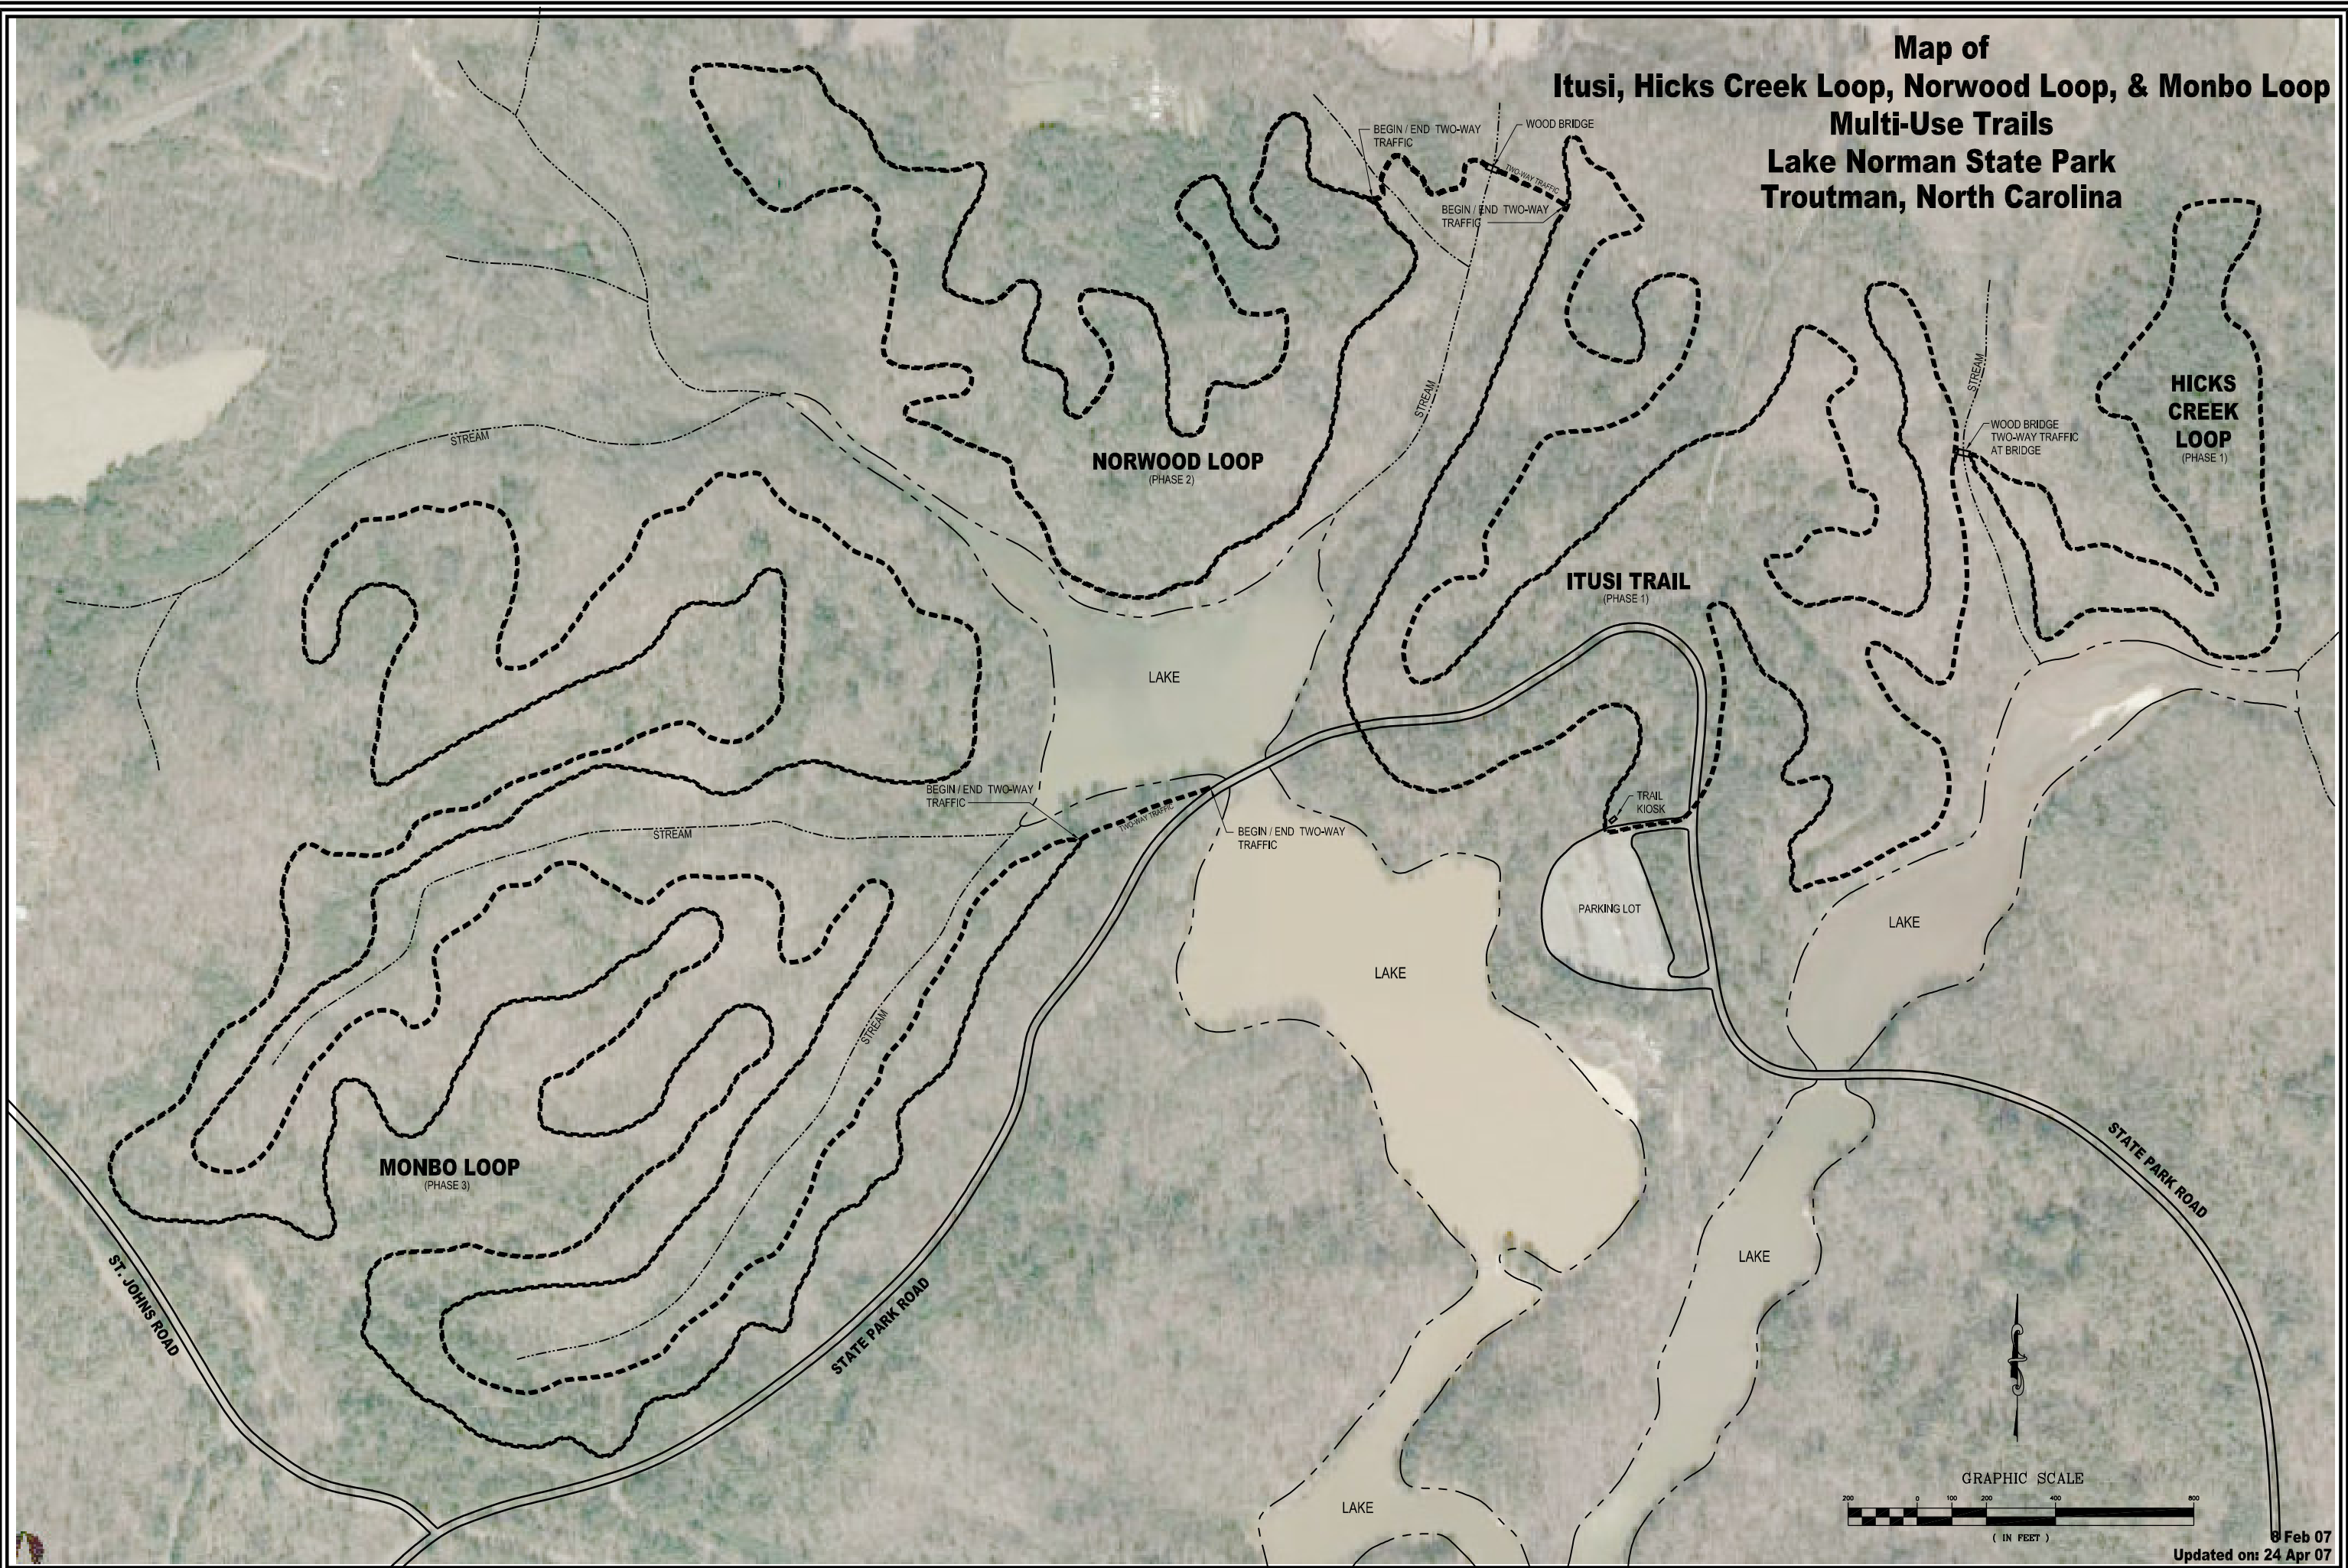 Map of
Itusi, Hicks Creek Loop, Norwood Loop, & Monbo Loop
Multi-Use Trails
Lake Norman State Park
Troutman, North Carolina
BEGIN / END TWO-WAY
TRAFFIC
WOOD BRIDGE
TWO-WAY TRAFFIC
BEGIN / END TWO-WAY
TRAFFIC
STREAM
STREAM
HICKS
CREEK
LOOP
(PHASE 1)
WOOD BRIDGE
TWO-WAY TRAFFIC
AT BRIDGE
STREAM
NORWOOD LOOP
(PHASE 2)
ITUSI TRAIL
(PHASE 1)
LAKE
BEGIN / END TWO-WAY
TRAFFIC
TWO-WAY TRAFFIC
BEGIN / END TWO-WAY
TRAFFIC
TRAIL
KIOSK
STREAM
PARKING LOT
LAKE
LAKE
STREAM
MONBO LOOP
(PHASE 3)
STATE PARK ROAD
LAKE
ST. JOHNS ROAD
STATE PARK ROAD
LAKE
GRAPHIC SCALE
200 0 100 200 400 800
( IN FEET )
8 Feb 07
Updated on: 24 Apr 07